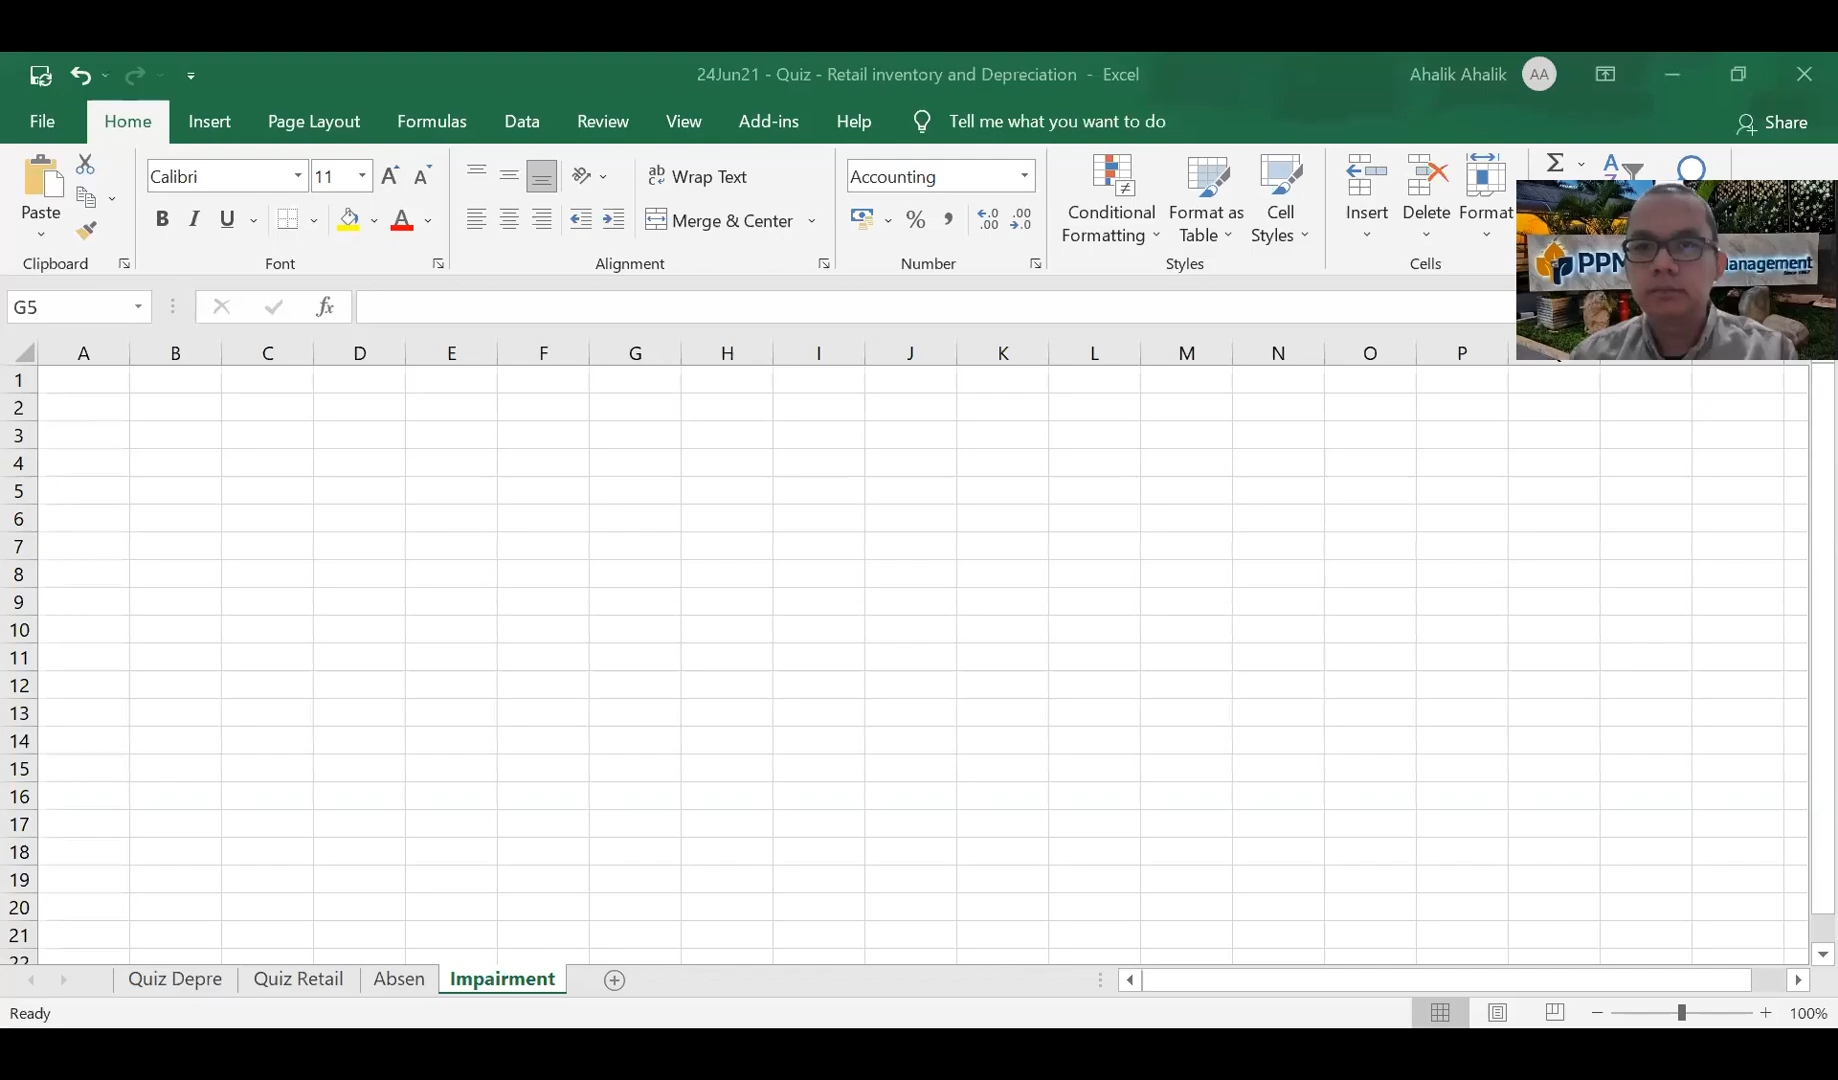 24Jun21 - Quiz - Retail inventory and Depreciation - Excel
Ahalik Ahalik AA
File Home Insert Page Layout Formulas Data Review View Add-ins Help Tell me what you want to do Share
Calibri 11 Wrap Text Accounting
Paste B I U Merge & Center % Conditional Formatting Format as Table Cell Styles Insert Delete Format
Clipboard Font Alignment Number Styles Cells
PPM anagement
G5 fx
A B C D E F G H I J K L M N O P
1
2
3
4
5
6
7
8
9
10
11
12
13
14
15
16
17
18
19
20
21
22
Quiz Depre Quiz Retail Absen Impairment
Ready 100%